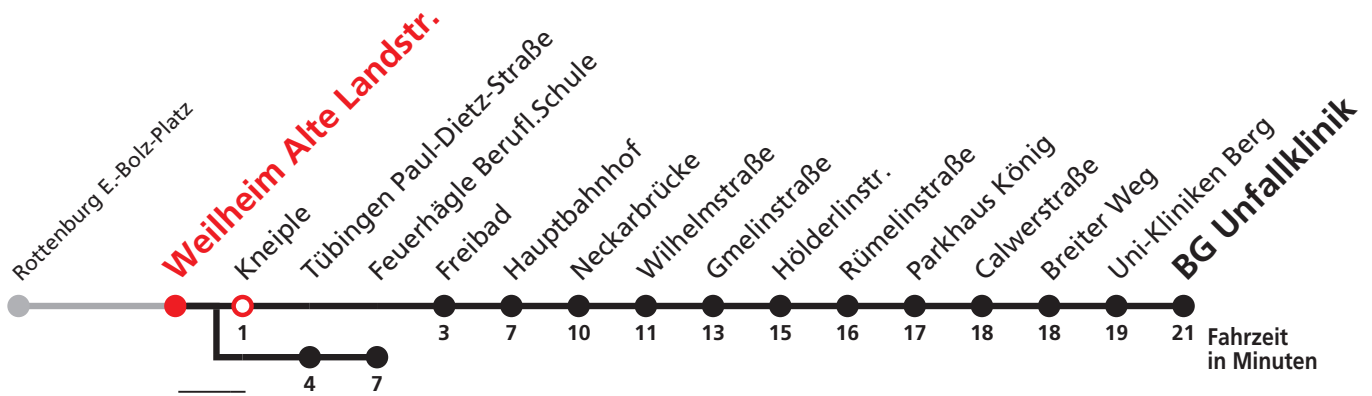 Rottenburg E.-Bolz-Platz
Weilheim Alte Landstr.
Kneiple
Tübingen Paul-Dietz-Straße
Feuerhägle Berufl.Schule
Freibad
Hauptbahnhof
Neckarbrücke
Wilhelmstraße
Gmelinstraße
Hölderlinstr.
Rümelinstraße
Parkhaus König
Calwerstraße
Breiter Weg
Uni-Kliniken Berg
BG Unfallklinik
1 3 7 10 11 13 15 16 17 18 18 19 21
Fahrzeit
in Minuten
4 7